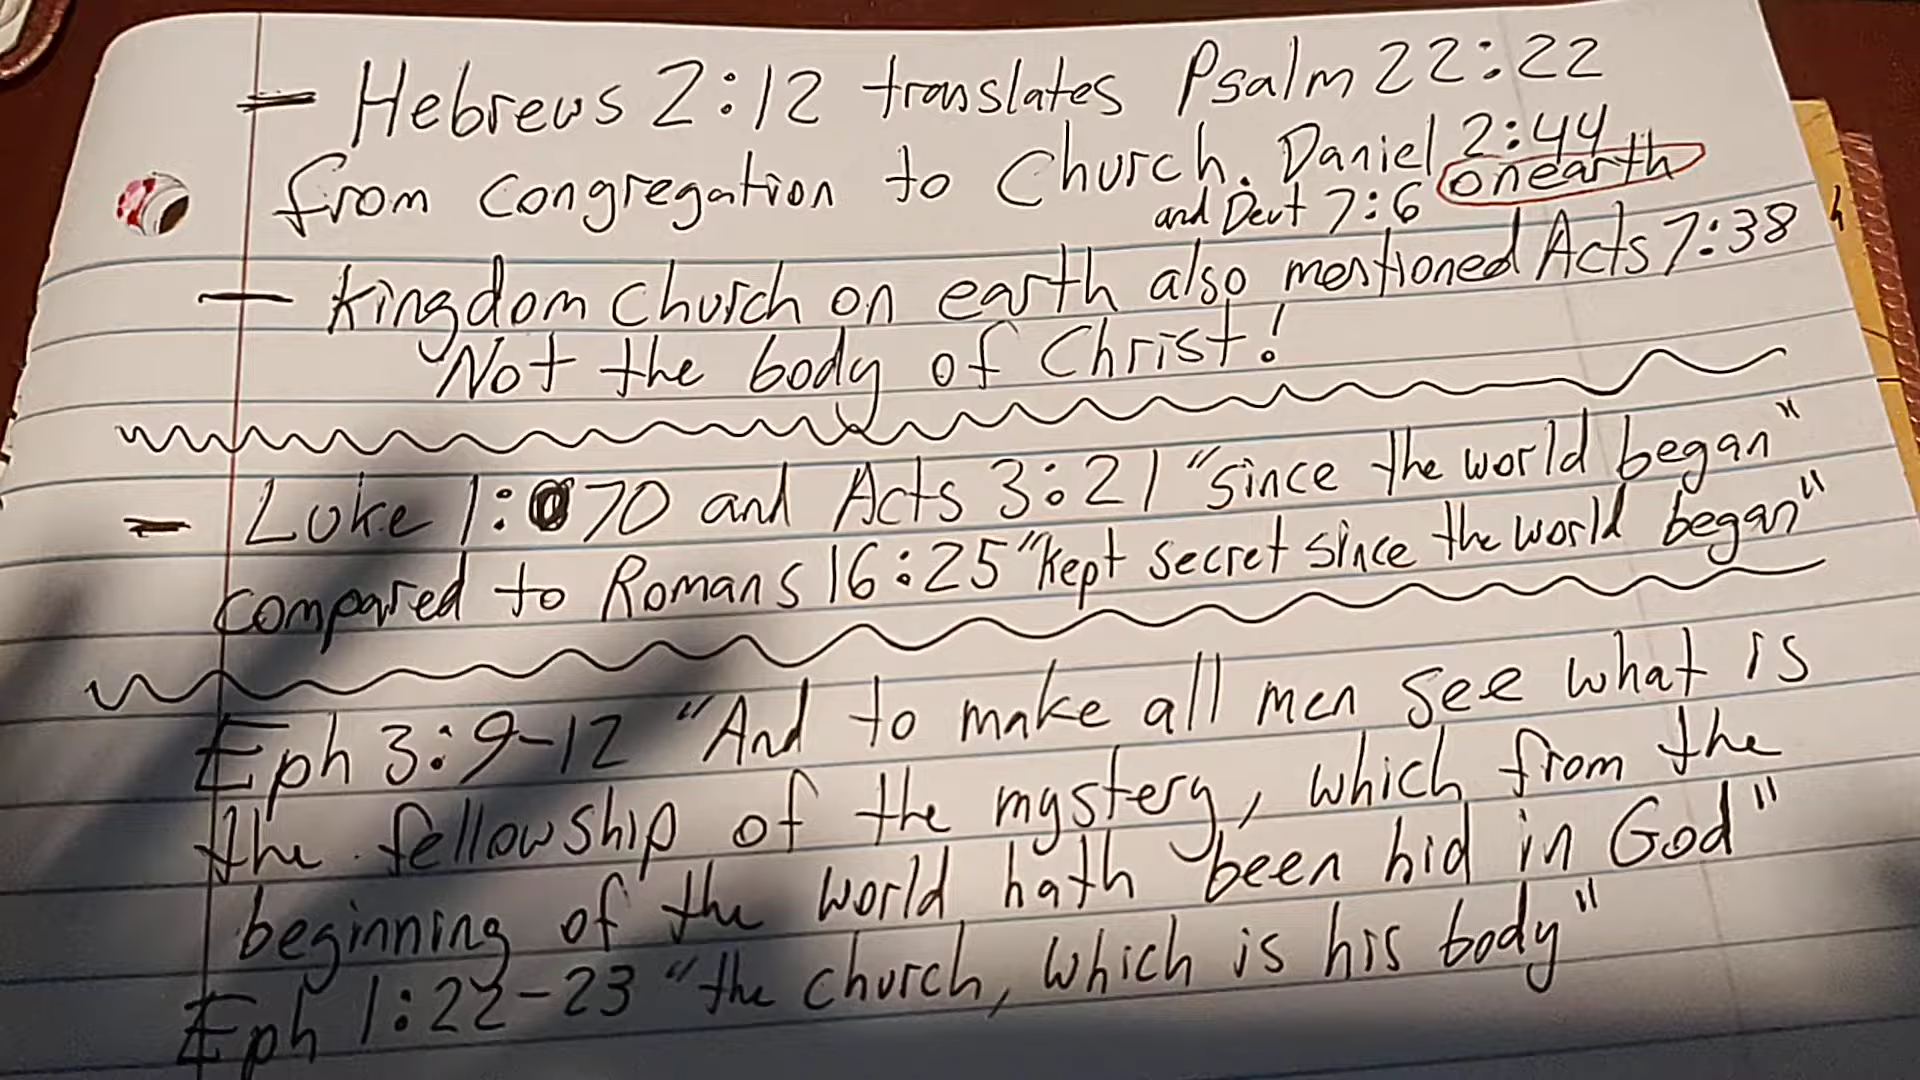 - Hebrews 2:12 translates Psalm 22:22
from congregation to Church. Daniel 2:44
and Deut 7:6 on earth
- Kingdom church on earth also mentioned Acts 7:38
Not the body of Christ!
- Luke 1:70 and Acts 3:21 "since the world began"
compared to Romans 16:25 "kept secret since the world began"
Eph 3:9-12 "And to make all men see what is
the fellowship of the mystery, which from the
beginning of the world hath been hid in God"
Eph 1:22-23 "the church, which is his body"